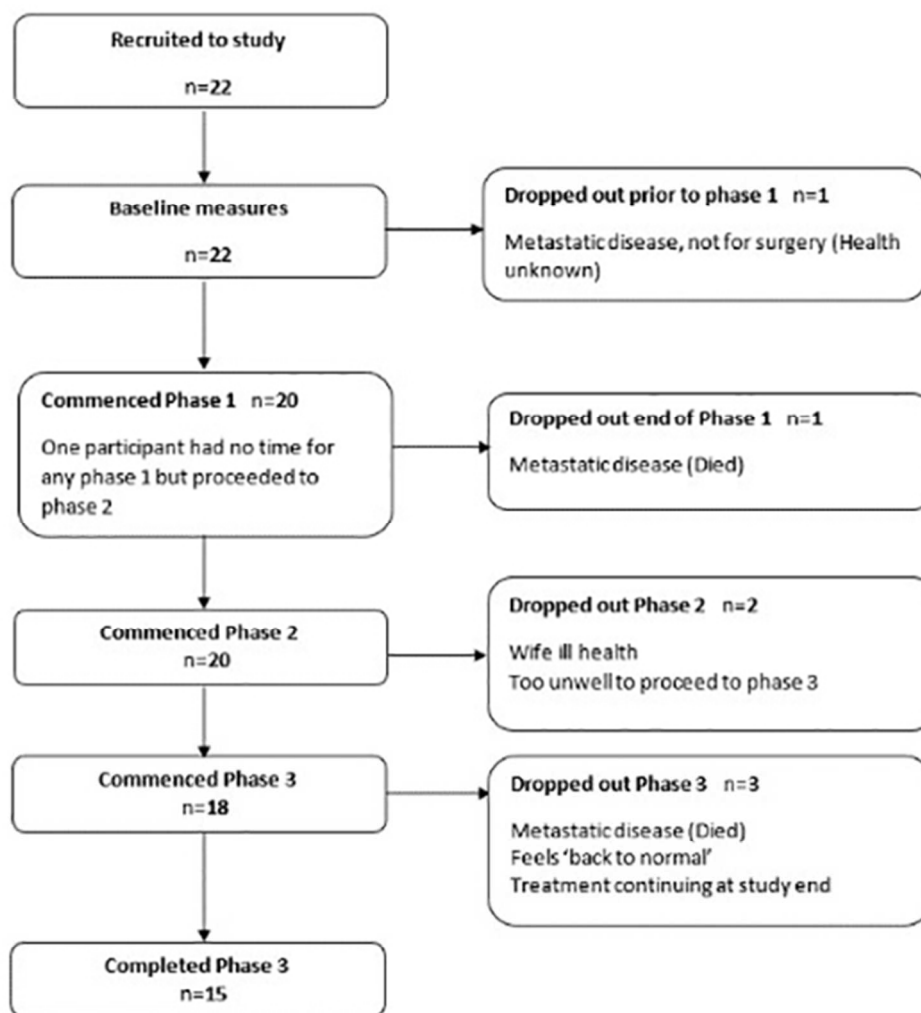 Recruited to study
n=22
Baseline measures
n=22
Dropped out prior to phase 1 n=1
Metastatic disease, not for surgery (Health
unknown)
Commenced Phase 1 n=20
One participant had no time for
any phase 1 but proceeded to
phase 2
Dropped out end of Phase 1 n=1
Metastatic disease (Died)
Commenced Phase 2
n=20
Dropped out Phase 2 n=2
Wife ill health
Too unwell to proceed to phase 3
Commenced Phase 3
n=18
Dropped out Phase 3 n=3
Metastatic disease (Died)
Feels ‘back to normal’
Treatment continuing at study end
Completed Phase 3
n=15